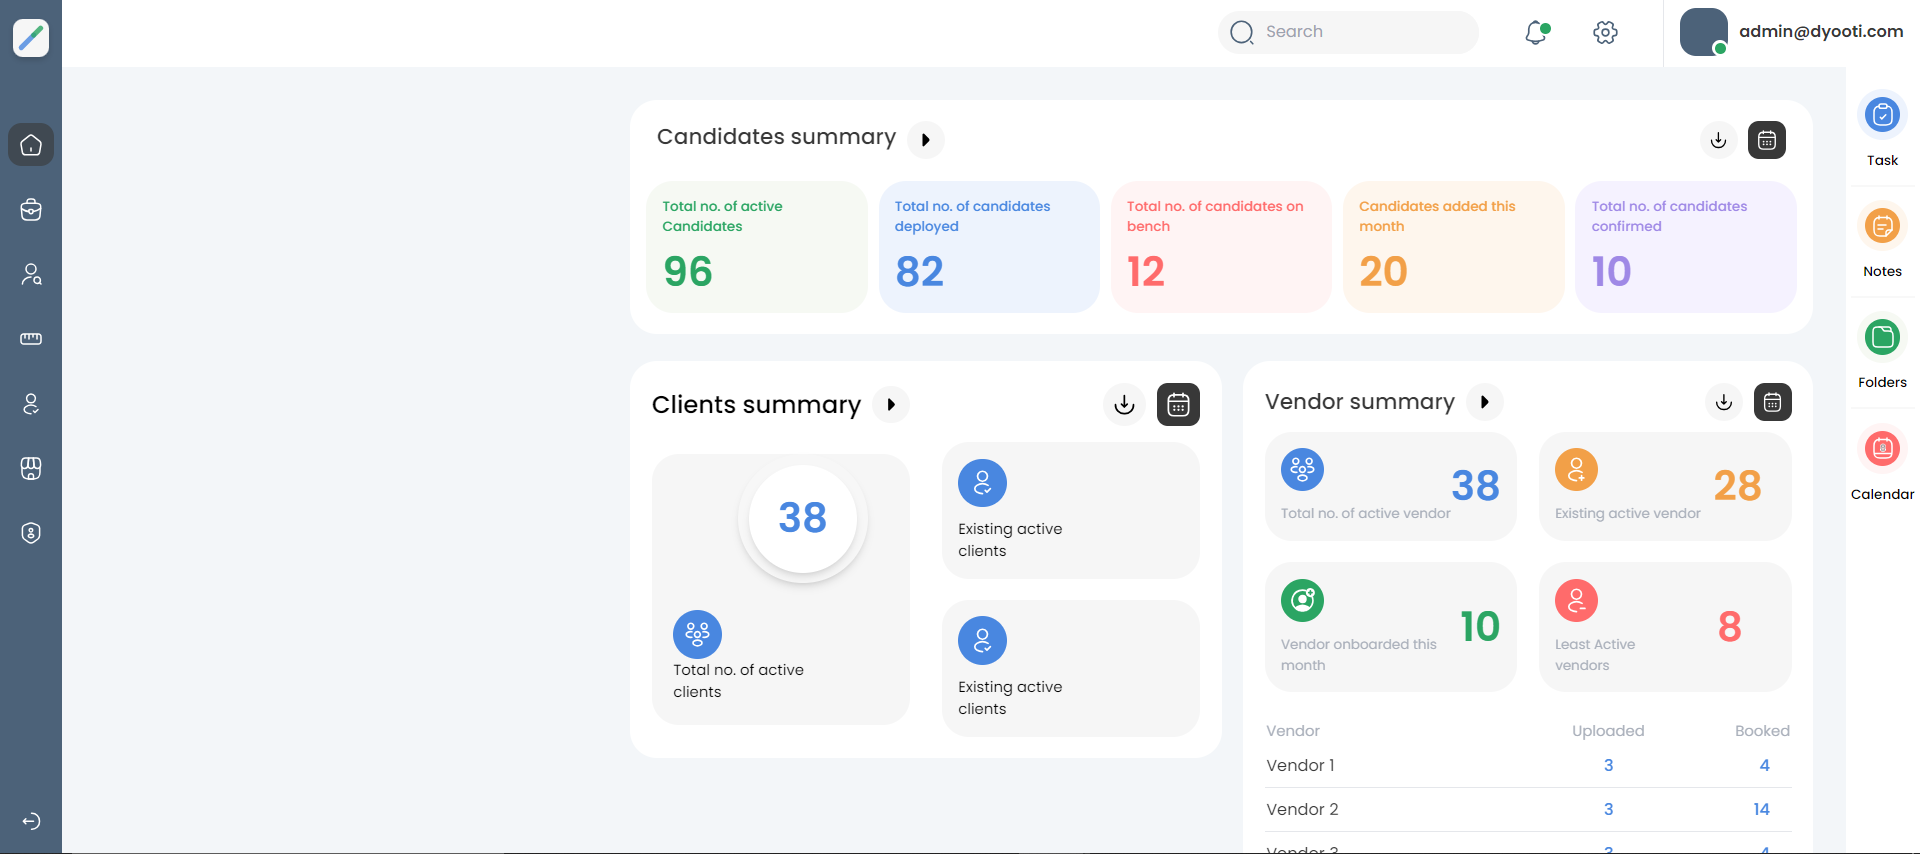 Search
admin@dyooti.com
Candidates summary
Total no. of active
Candidates
96
Total no. of candidates
deployed
82
Total no. of candidates on
bench
12
Candidates added this
month
20
Total no. of candidates
confirmed
10
Task
Notes
Folders
Calendar
Clients summary
38
Total no. of active
clients
Existing active
clients
Existing active
clients
Vendor summary
38
Total no. of active vendor
28
Existing active vendor
10
Vendor onboarded this
month
8
Least Active
vendors
Vendor Uploaded Booked
Vendor 1 3 4
Vendor 2 3 14
Vendor 3 3 4